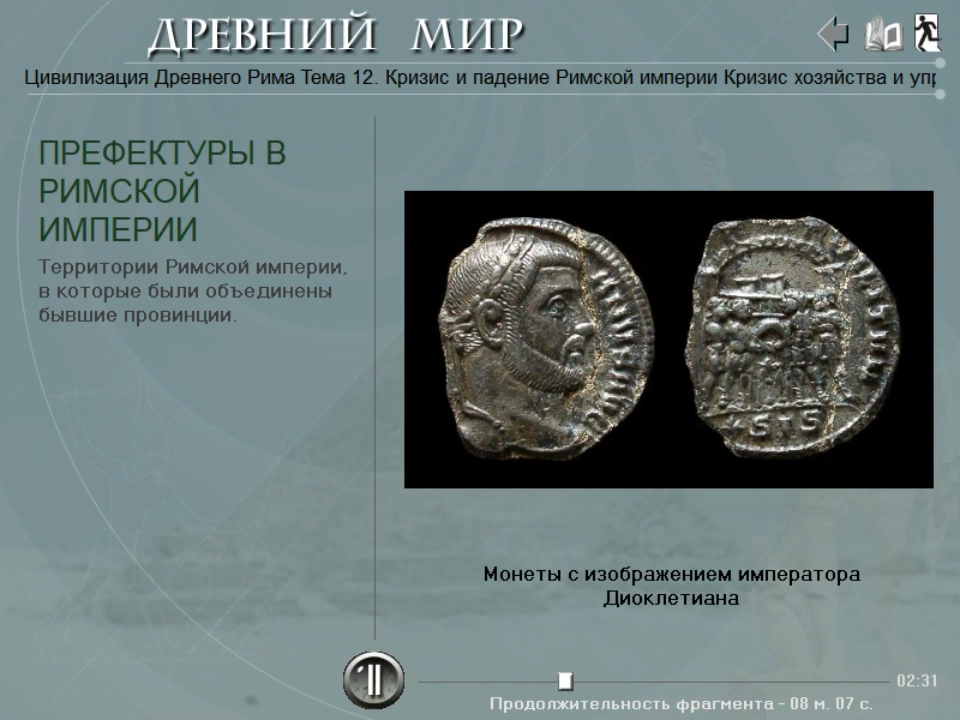 ДРЕВНИЙ МИР
Цивилизация Древнего Рима Тема 12. Кризис и падение Римской империи Кризис хозяйства и упр
ПРЕФЕКТУРЫ В
РИМСКОЙ
ИМПЕРИИ
Территории Римской империи,
в которые были объединены
бывшие провинции.
Монеты с изображением императора
Диоклетиана
02:31
Продолжительность фрагмента - 08 м. 07 с.